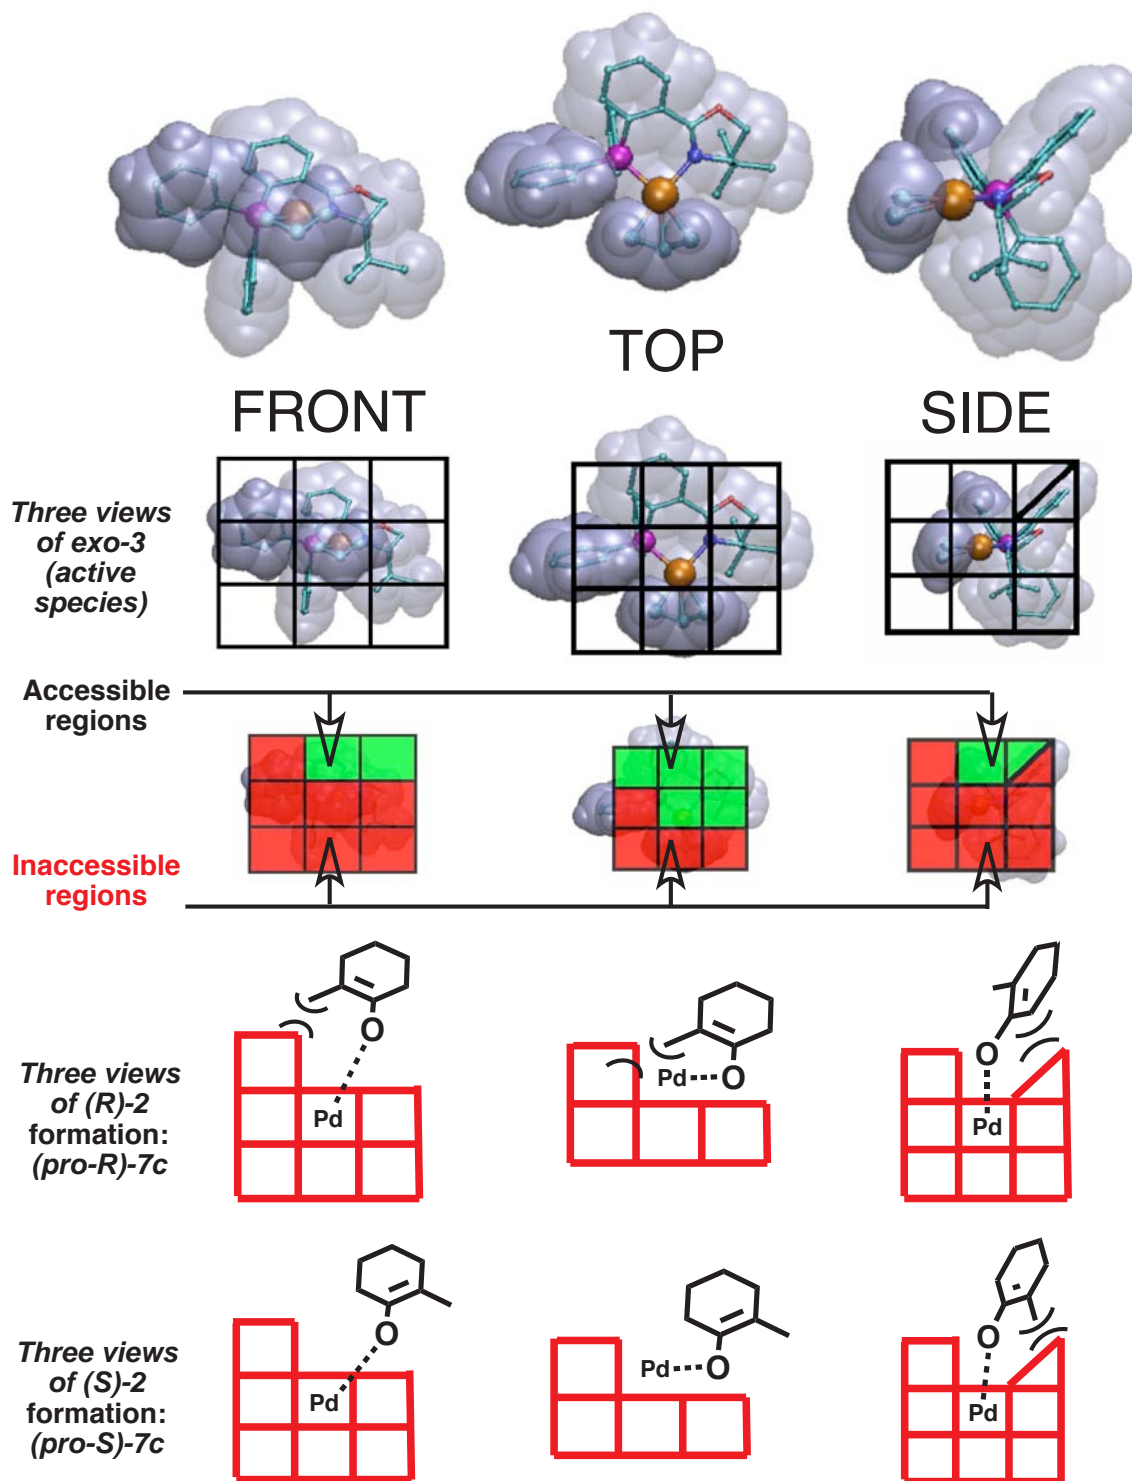 TOP
FRONT
SIDE
Three views
of exo-3
(active
species)
Accessible
regions
Inaccessible
regions
Three views
of (R)-2
formation:
(pro-R)-7c
O
Pd
Pd
O
O
Pd
Three views
of (S)-2
formation:
(pro-S)-7c
O
Pd
Pd
O
O
Pd